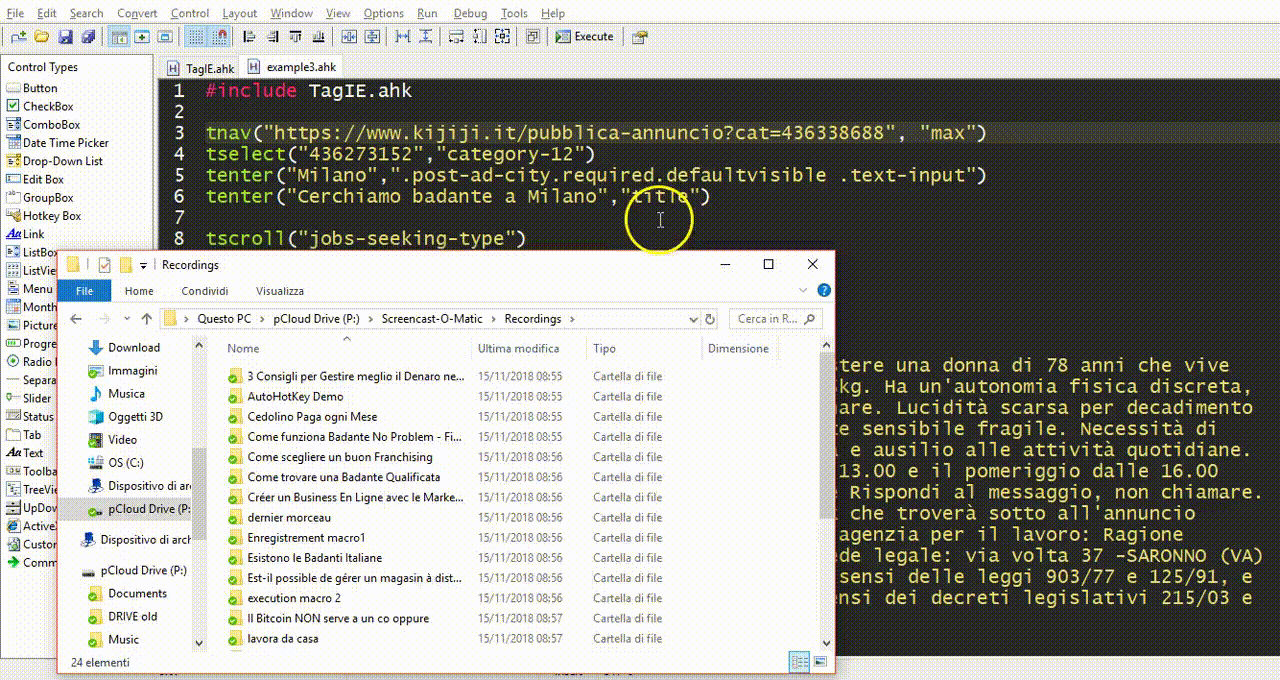 File Edit Search Convert Control Layout Window View Options Run Debug Tools Help
Execute
Control Types
TagIE.ahk example3.ahk
Button
CheckBox
ComboBox
Date Time Picker
Drop-Down List
Edit Box
GroupBox
Hotkey Box
Link
ListBox
ListView
Menu
Month
Picture
Progre
Radio
Separa
Slider
Status
Tab
Text
Toolba
TreeVi
UpDow
ActiveX
Custom
Comm
1 #include TagIE.ahk
2
3 tnav("https://www.kijiji.it/pubblica-annuncio?cat=436338688", "max")
4 tselect("436273152","category-12")
5 tenter("Milano",".post-ad-city.required.defaultvisible .text-input")
6 tenter("Cerchiamo badante a Milano","title")
7
8 tscroll("jobs-seeking-type")
stere una donna di 78 anni che vive
kg. Ha un'autonomia fisica discreta,
are. Lucidità scarsa per decadimento
e sensibile fragile. Necessità di
e ausilio alle attività quotidiane.
13.00 e il pomeriggio dalle 16.00
Rispondi al messaggio, non chiamare.
che troverà sotto all'annuncio
agenzia per il lavoro: Ragione
ede legale: via volta 37 -SARONNO (VA)
sensi delle leggi 903/77 e 125/91, e
ensi dei decreti legislativi 215/03 e
Recordings
File Home Condividi Visualizza
Questo PC > pCloud Drive (P:) > Screencast-O-Matic > Recordings >
Cerca in R...
Download
Immagini
Musica
Oggetti 3D
Video
OS (C:)
Dispositivo di arc
pCloud Drive (P:
Dispositivo di arch
pCloud Drive (P:)
Documents
DRIVE old
Music
Nome Ultima modifica Tipo Dimensione
3 Consigli per Gestire meglio il Denaro ne... 15/11/2018 08:55 Cartella di file
AutoHotKey Demo 15/11/2018 08:55 Cartella di file
Cedolino Paga ogni Mese 15/11/2018 08:55 Cartella di file
Come funziona Badante No Problem - Fi... 15/11/2018 08:55 Cartella di file
Come scegliere un buon Franchising 15/11/2018 08:56 Cartella di file
Come trovare una Badante Qualificata 15/11/2018 08:56 Cartella di file
Créer un Business En Ligne avec le Marke... 15/11/2018 08:56 Cartella di file
dernier morceau 15/11/2018 08:56 Cartella di file
Enregistrement macro1 15/11/2018 08:56 Cartella di file
Esistono le Badanti Italiane 15/11/2018 08:56 Cartella di file
Est-il possible de gérer un magasin à dist... 15/11/2018 08:56 Cartella di file
execution macro 2 15/11/2018 08:56 Cartella di file
Il Bitcoin NON serve a un co oppure 15/11/2018 08:57 Cartella di file
lavora da casa 15/11/2018 08:57 Cartella di file
24 elementi